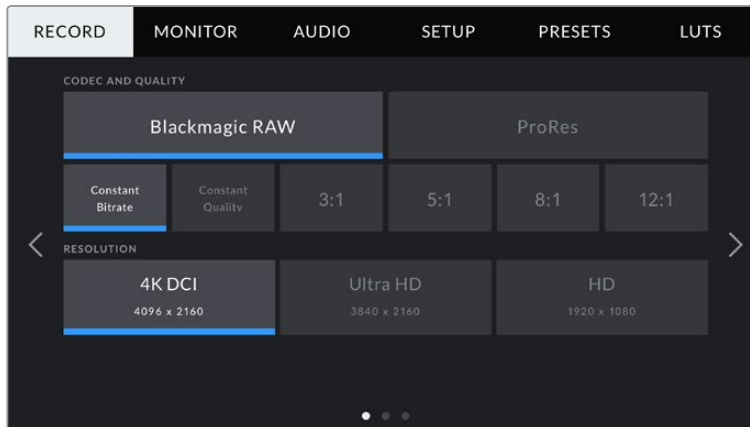 RECORD MONITOR AUDIO SETUP PRESETS LUTS
CODEC AND QUALITY
Blackmagic RAW ProRes
Constant Bitrate Constant Quality 3:1 5:1 8:1 12:1
RESOLUTION
4K DCI Ultra HD HD
4096 x 2160 3840 x 2160 1920 x 1080